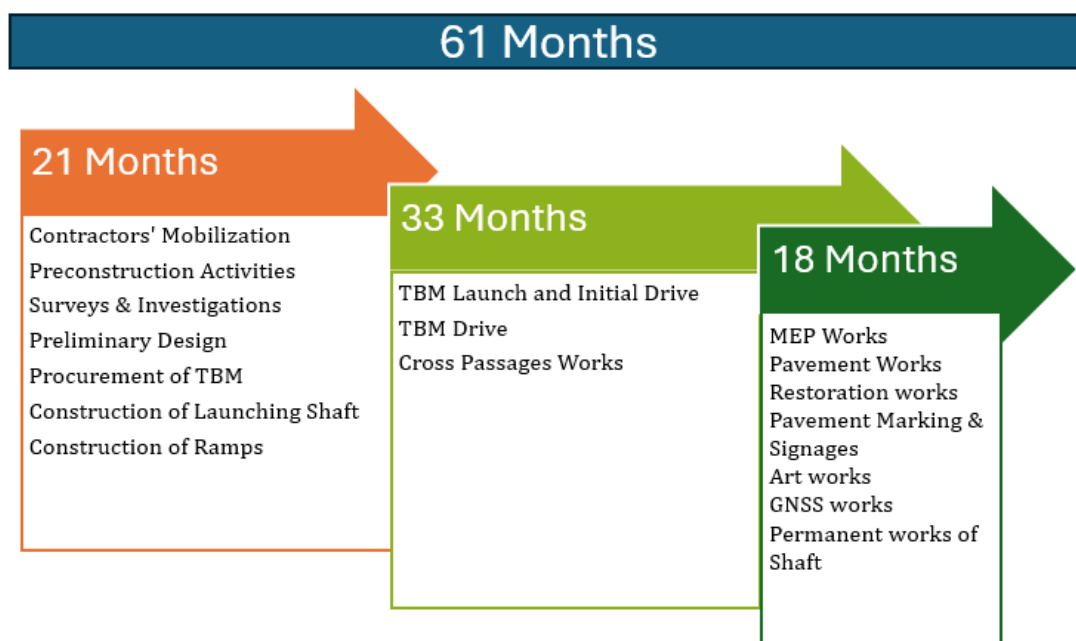 61 Months
21 Months
Contractors' Mobilization
Preconstruction Activities
Surveys & Investigations
Preliminary Design
Procurement of TBM
Construction of Launching Shaft
Construction of Ramps
33 Months
TBM Launch and Initial Drive
TBM Drive
Cross Passages Works
18 Months
MEP Works
Pavement Works
Restoration works
Pavement Marking &
Signages
Art works
GNSS works
Permanent works of
Shaft